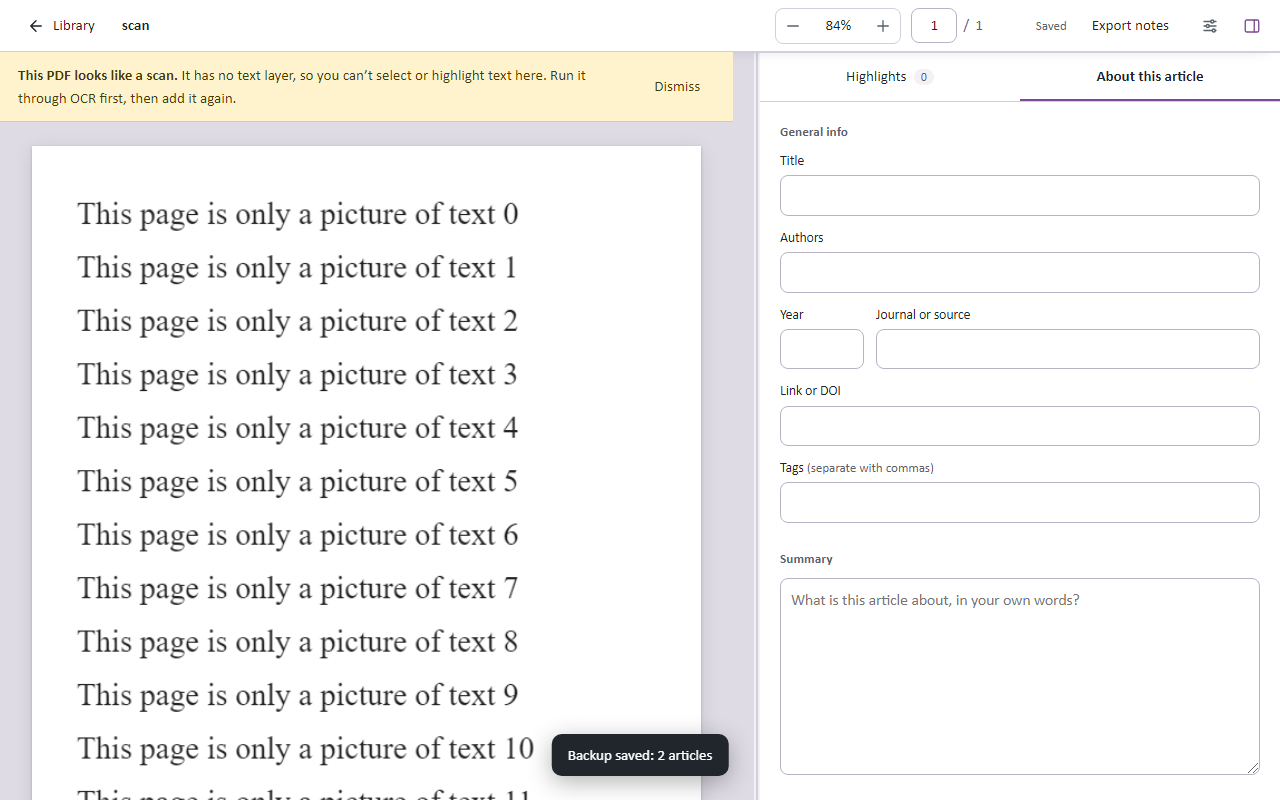 Library
scan
84%
1 / 1
Saved
Export notes
This PDF looks like a scan. It has no text layer, so you can’t select or highlight text here. Run it
through OCR first, then add it again.
Dismiss
This page is only a picture of text 0
This page is only a picture of text 1
This page is only a picture of text 2
This page is only a picture of text 3
This page is only a picture of text 4
This page is only a picture of text 5
This page is only a picture of text 6
This page is only a picture of text 7
This page is only a picture of text 8
This page is only a picture of text 9
This page is only a picture of text 10
This page is only a picture of text 11
Backup saved: 2 articles
Highlights 0
About this article
General info
Title
Authors
Year
Journal or source
Link or DOI
Tags (separate with commas)
Summary
What is this article about, in your own words?